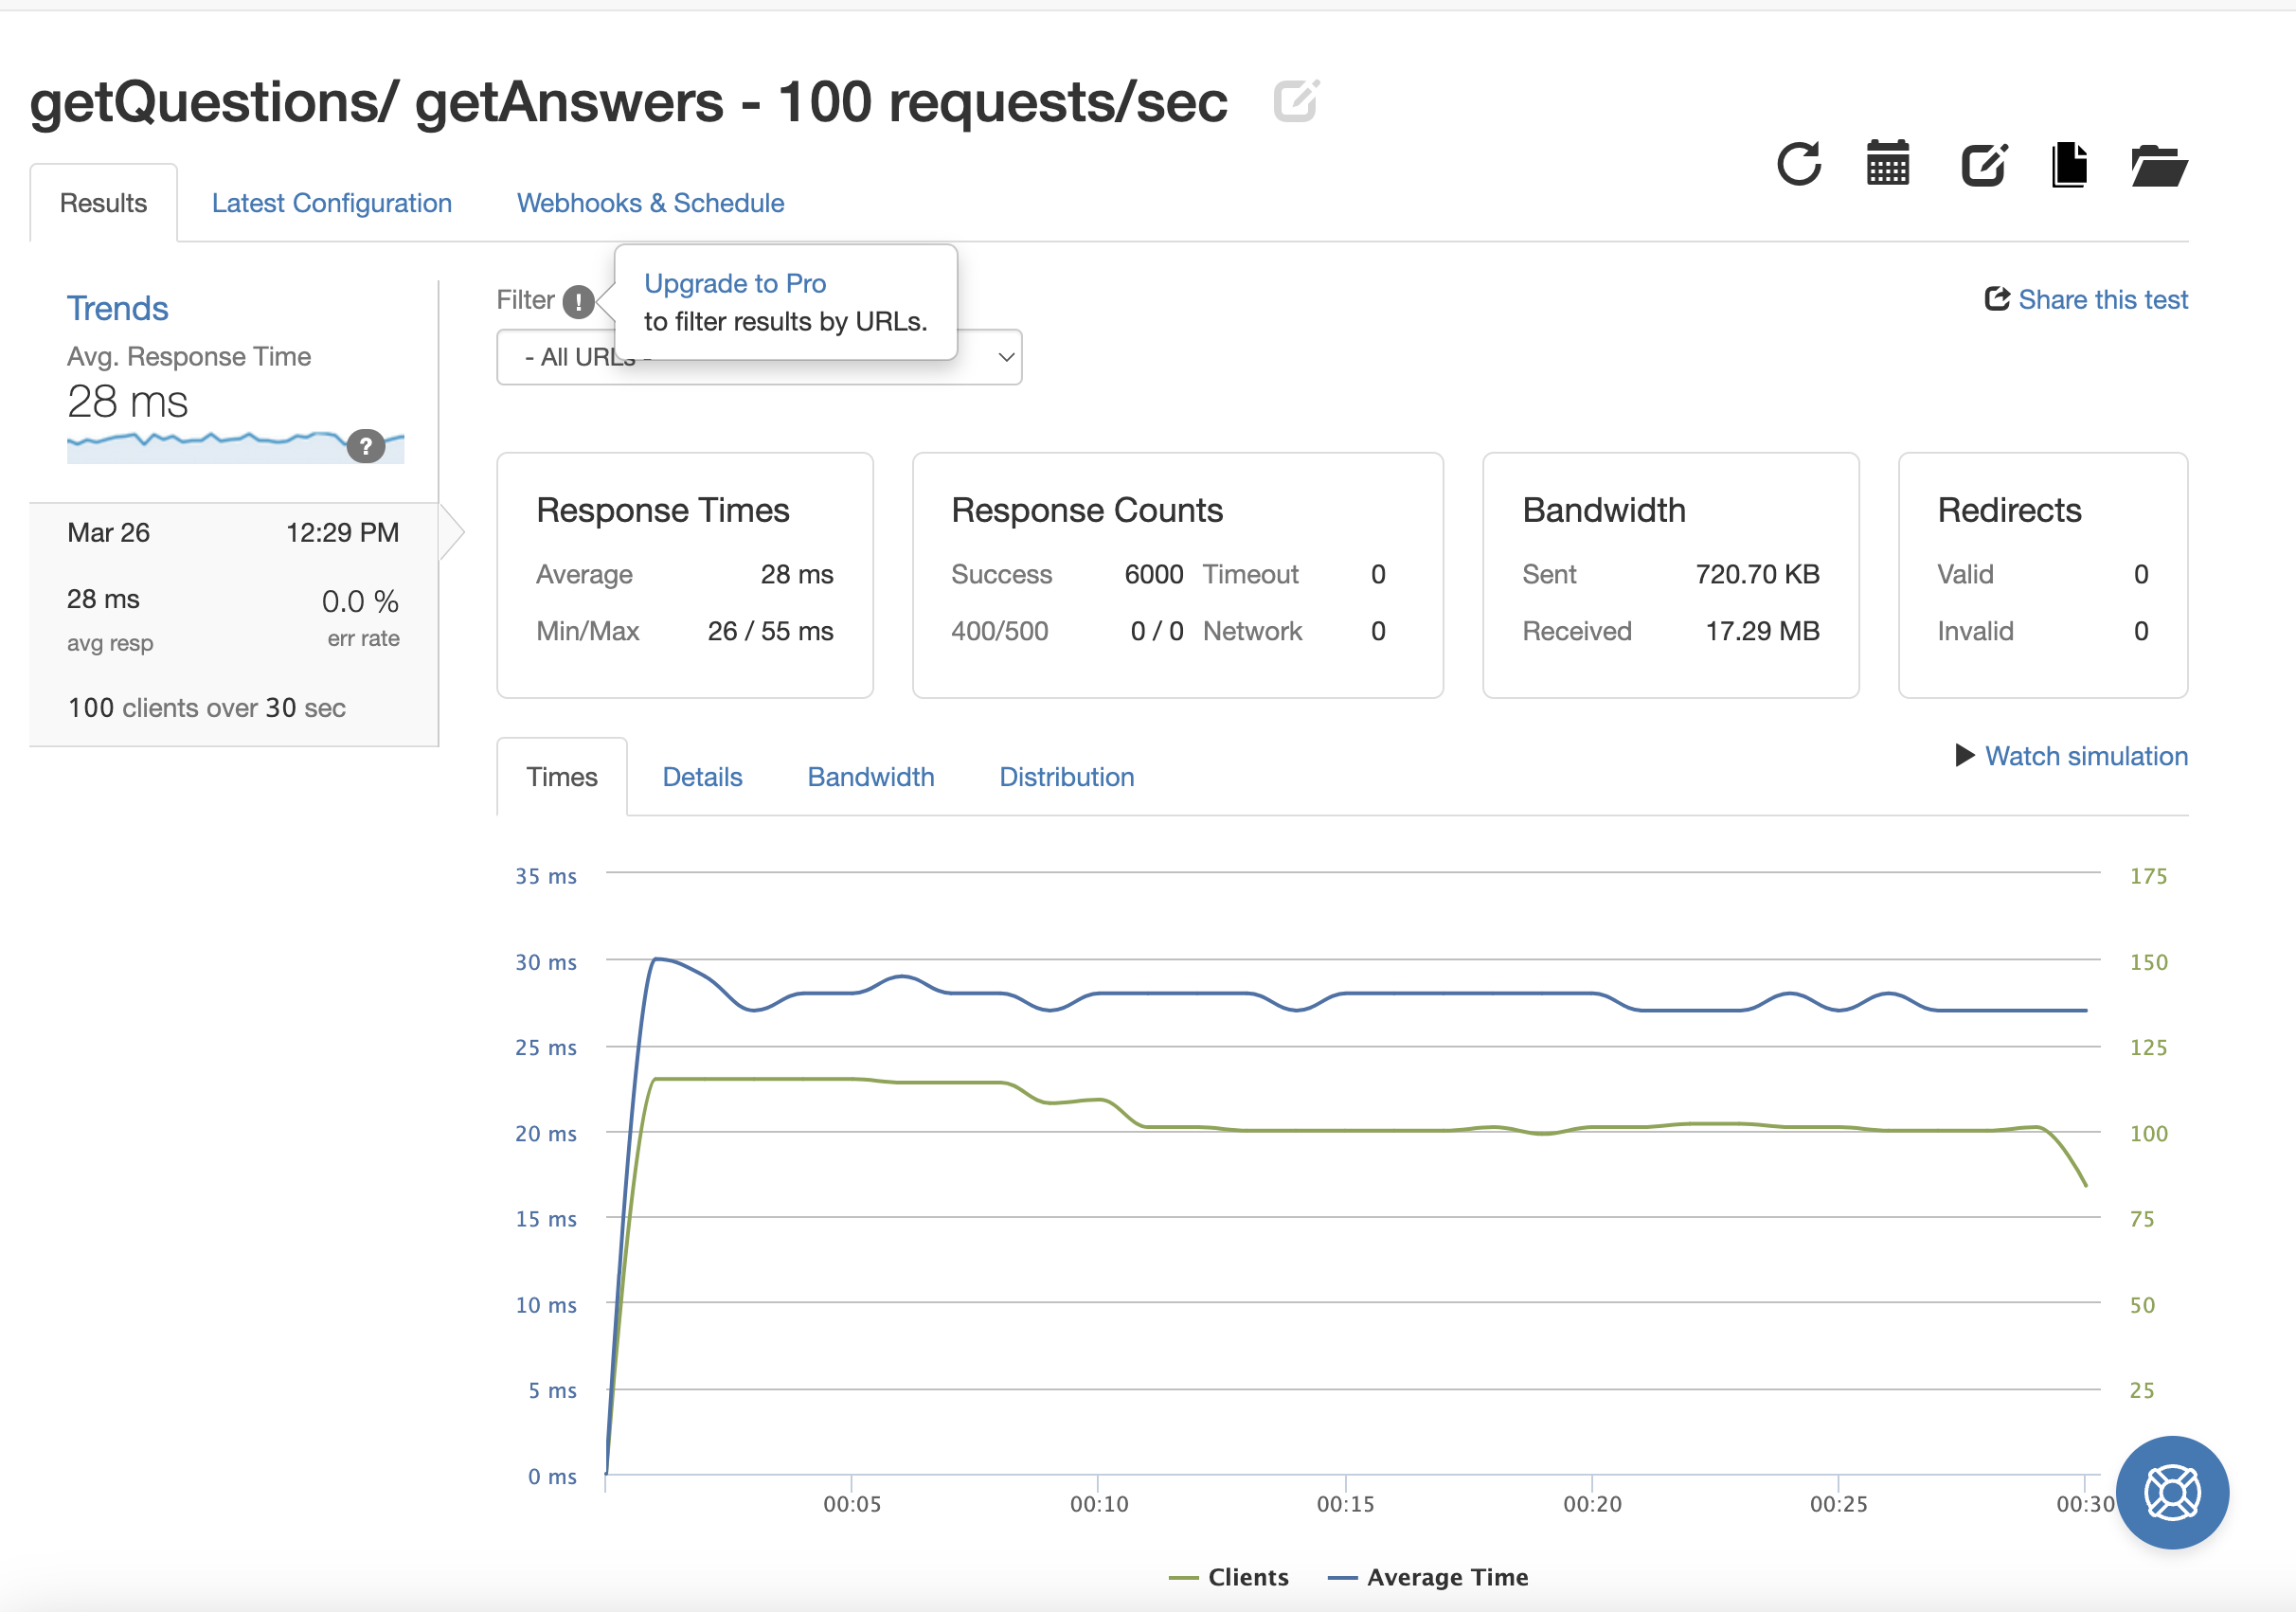 getQuestions/ getAnswers - 100 requests/sec
Results
Latest Configuration
Webhooks & Schedule
Trends
Avg. Response Time
28 ms
?
Mar 26 12:29 PM
28 ms 0.0 %
avg resp err rate
100 clients over 30 sec
Filter !
Upgrade to Pro
to filter results by URLs.
- All URLs -
Share this test
Response Times
Average 28 ms
Min/Max 26 / 55 ms
Response Counts
Success 6000 Timeout 0
400/500 0 / 0 Network 0
Bandwidth
Sent 720.70 KB
Received 17.29 MB
Redirects
Valid 0
Invalid 0
Times
Details
Bandwidth
Distribution
Watch simulation
35 ms 175
30 ms 150
25 ms 125
20 ms 100
15 ms 75
10 ms 50
5 ms 25
0 ms
00:05 00:10 00:15 00:20 00:25 00:30
Clients Average Time